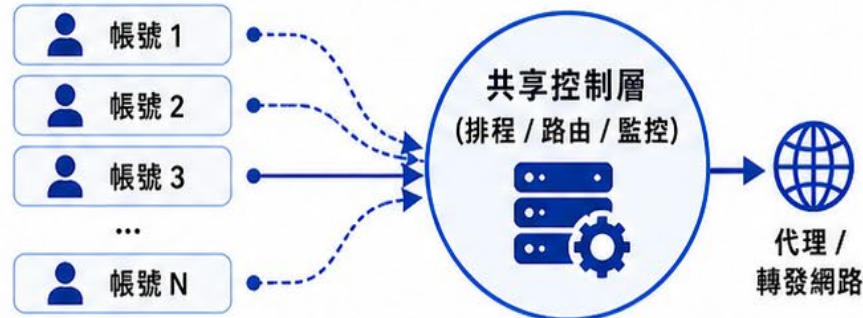 帳號 1
帳號 2
帳號 3
...
帳號 N
共享控制層
(排程 / 路由 / 監控)
代理 /
轉發網路